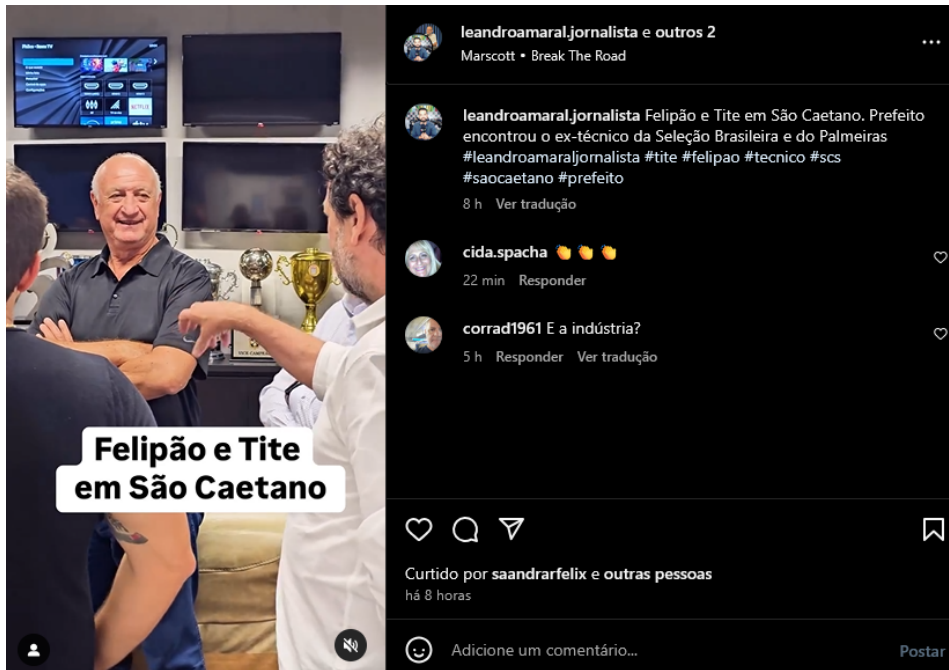 NETFLIX
VICE CAMPEÃO
Felipão e Tite
em São Caetano
leandroamaral.jornalista e outros 2
Marscott • Break The Road
leandroamaral.jornalista Felipão e Tite em São Caetano. Prefeito
encontrou o ex-técnico da Seleção Brasileira e do Palmeiras
#leandroamaraljornalista #tite #felipao #tecnico #scs
#saocaetano #prefeito
8 h Ver tradução
cida.spacha 👏 👏 👏
22 min Responder
corrad1961 E a indústria?
5 h Responder Ver tradução
Curtido por saandrarfelix e outras pessoas
há 8 horas
Adicione um comentário...
Postar